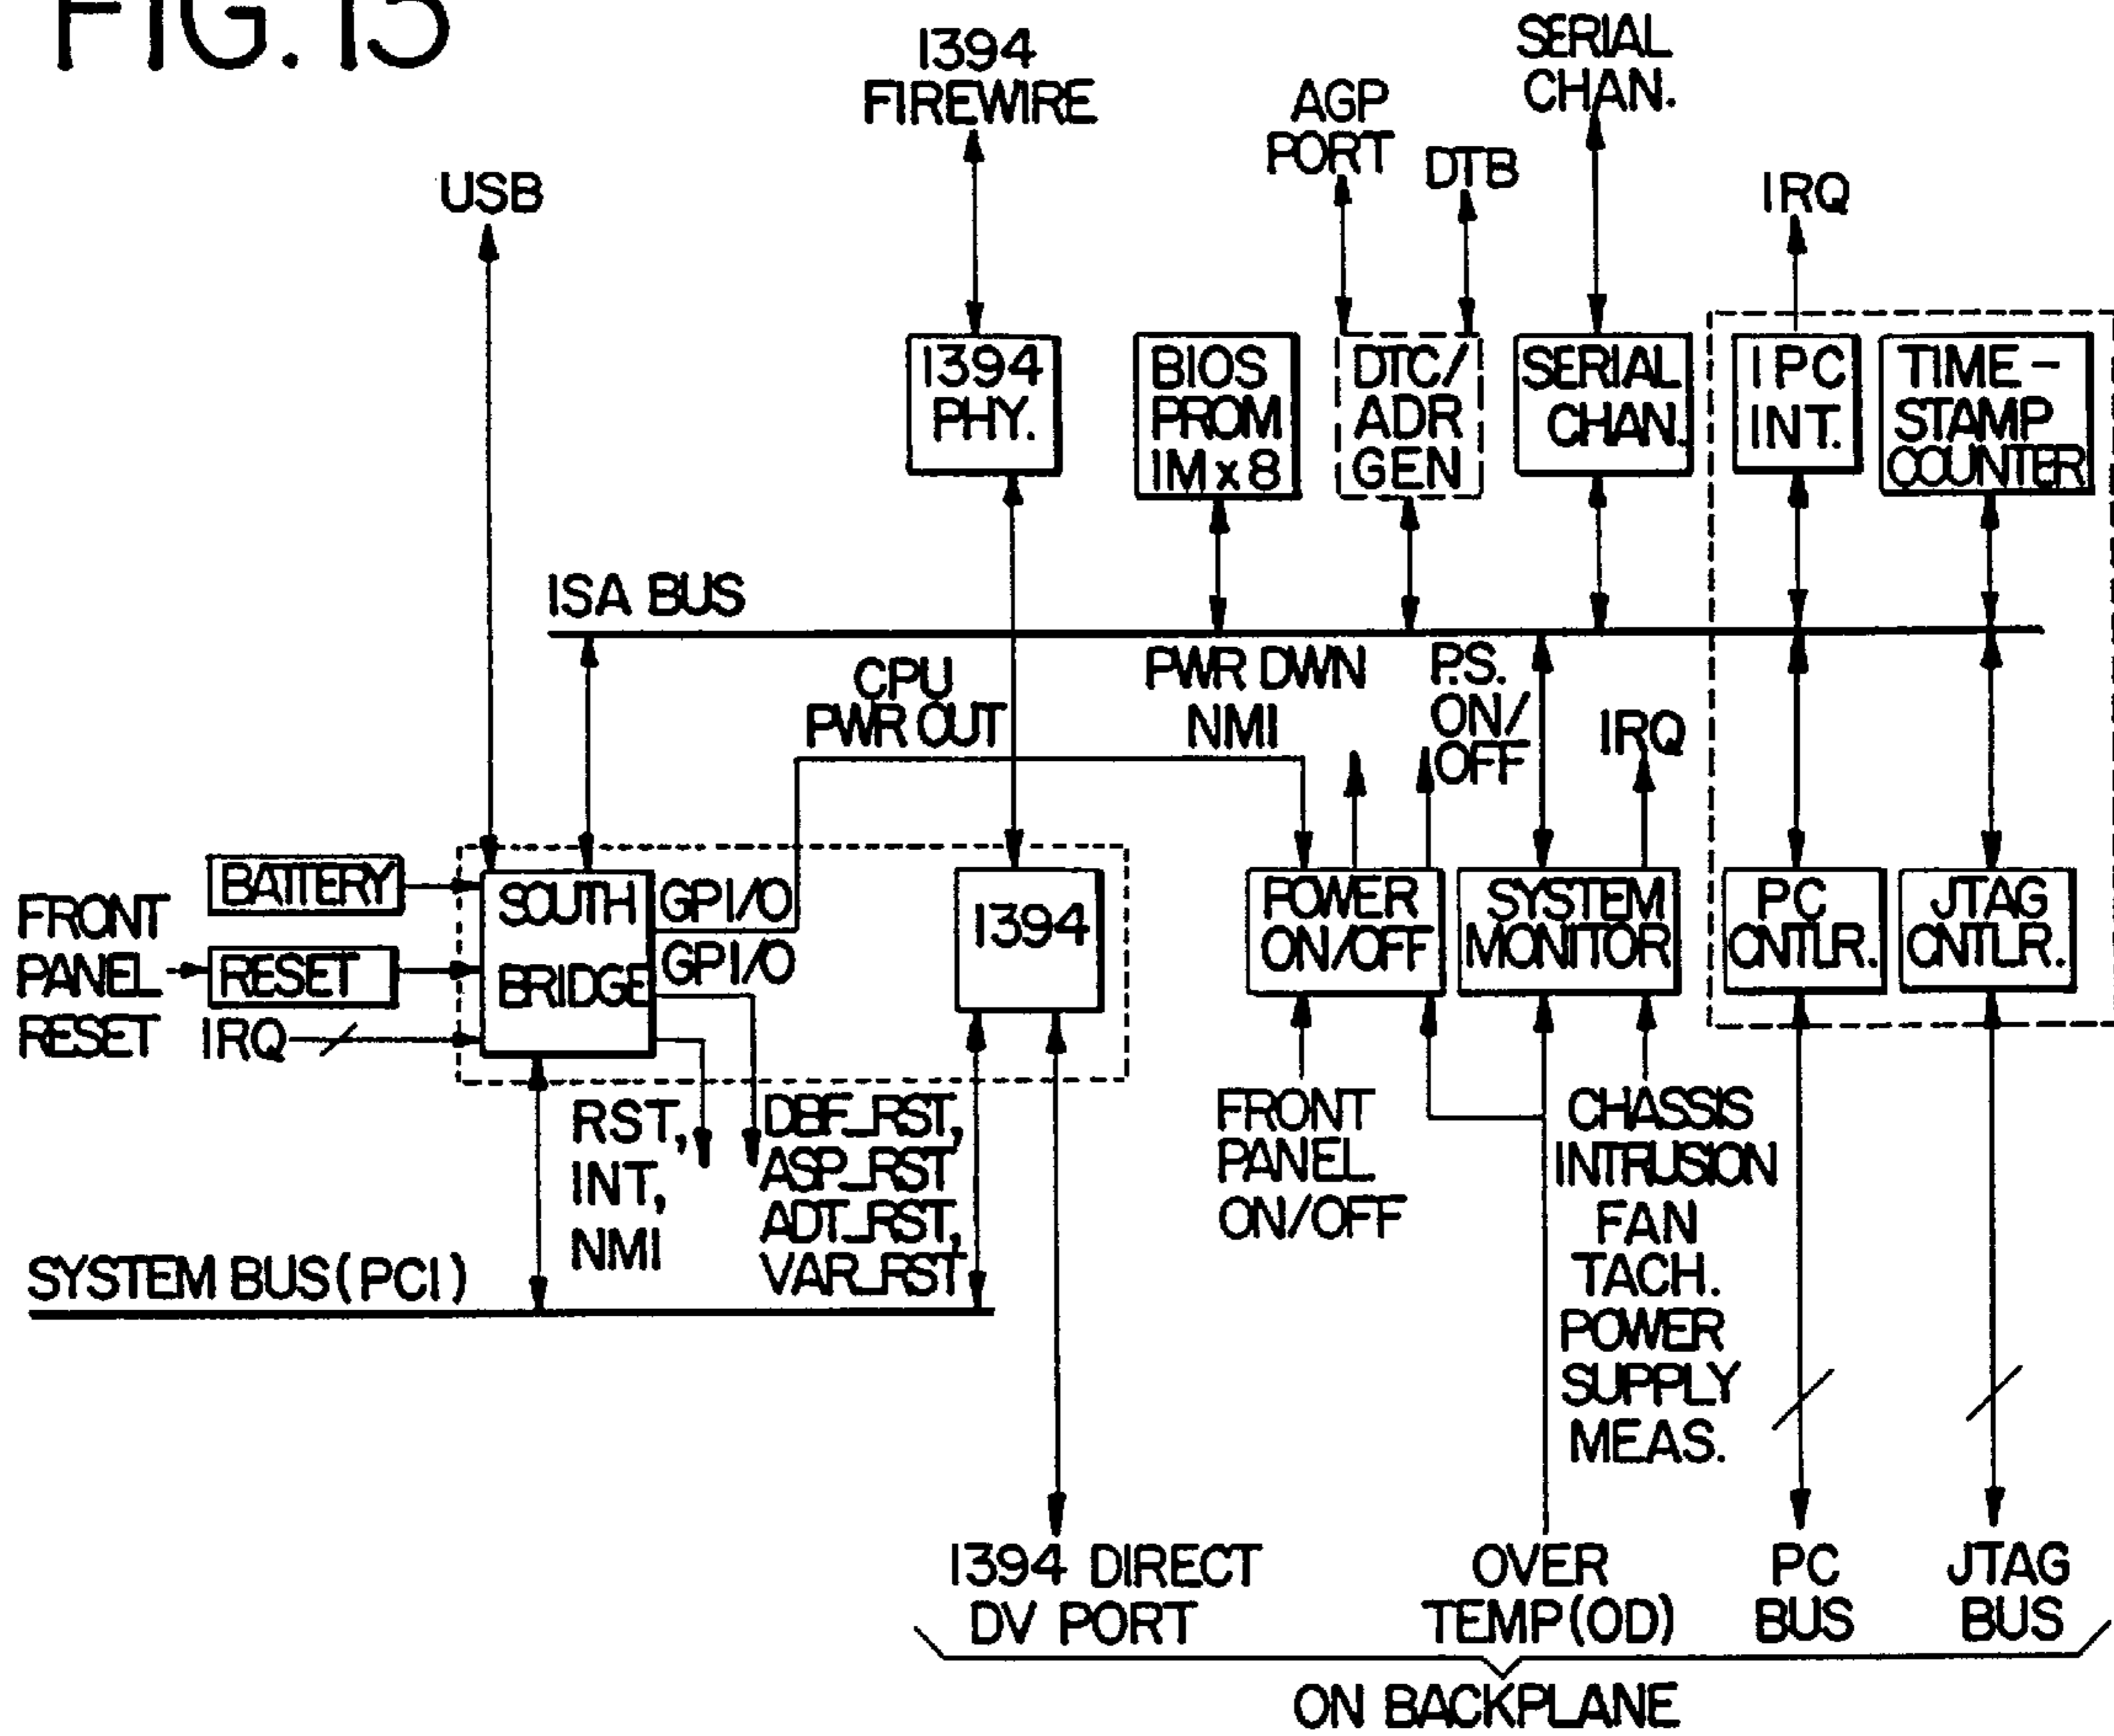 FIG. 13
1394
FIREWIRE
SERIAL
CHAN.
AGP
PORT
DTB
USB
IRQ
1394
PHY.
BIOS
PROM
1M x 8
DTC/
ADR
GEN
SERIAL
CHAN.
IPC
INT.
TIME-
STAMP
COUNTER
ISA BUS
CPU
PWR OUT
PWR DWN
NMI
P.S.
ON/
OFF
IRQ
BATTERY
FRONT
PANEL
RESET
RESET
IRQ
SOUTH
BRIDGE
GPI/O
GPI/O
1394
POWER
ON/OFF
SYSTEM
MONITOR
PC
CNTLR.
JTAG
CNTLR.
RST,
INT,
NMI
DBF_RST,
ASP_RST
ADT_RST,
VAR_RST
FRONT
PANEL
ON/OFF
CHASSIS
INTRUSION
FAN
TACH.
POWER
SUPPLY
MEAS.
SYSTEM BUS (PCI)
1394 DIRECT
DV PORT
OVER
TEMP(OD)
PC
BUS
JTAG
BUS
ON BACKPLANE